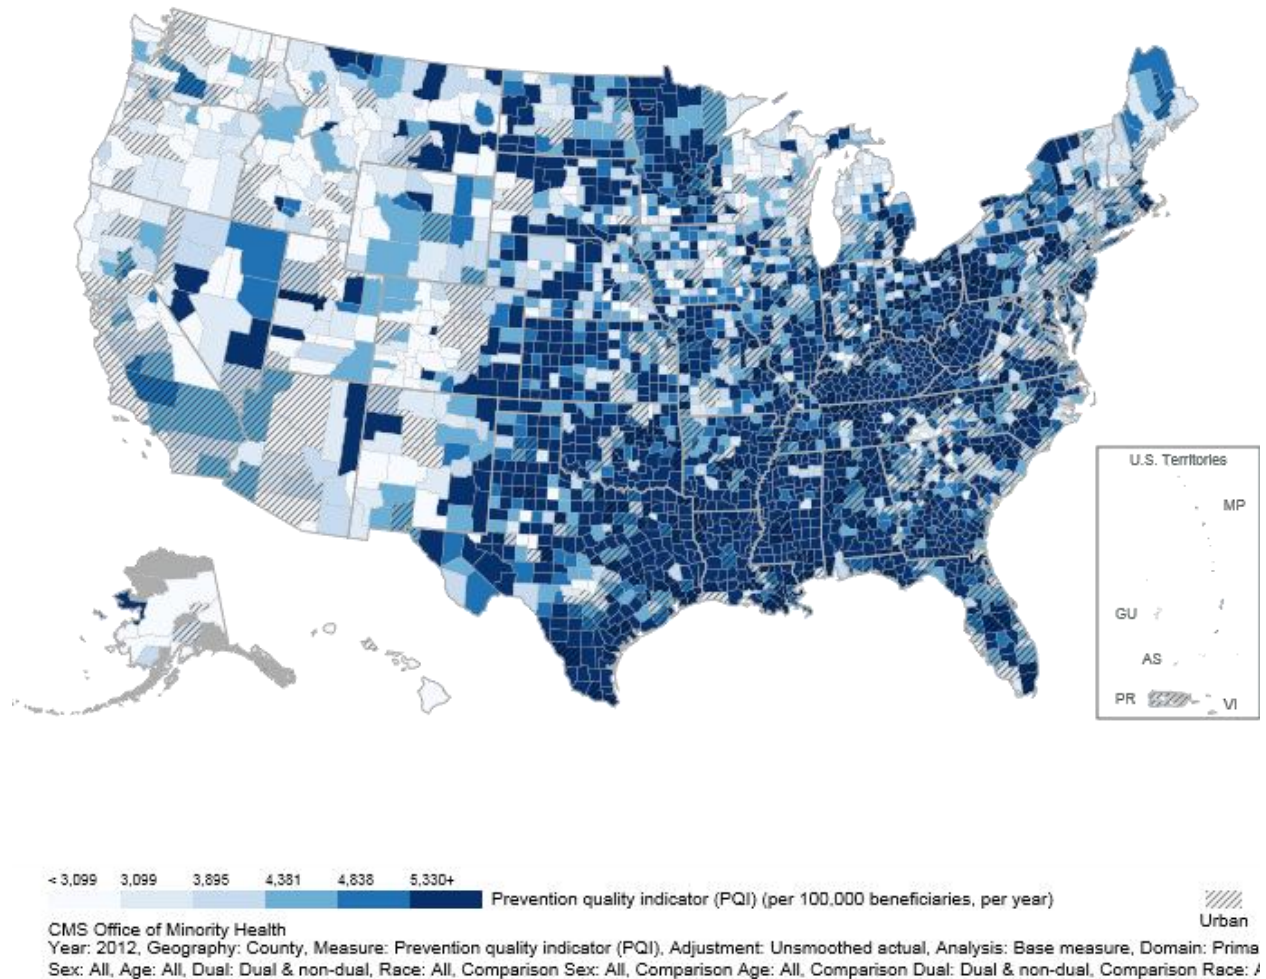 U.S. Territories
MP
GU
AS
PR
VI
< 3,099 3,099 3,895 4,381 4,838 5,330+
Prevention quality indicator (PQI) (per 100,000 beneficiaries, per year)
Urban
CMS Office of Minority Health
Year: 2012, Geography: County, Measure: Prevention quality indicator (PQI), Adjustment: Unsmoothed actual, Analysis: Base measure, Domain: Prima
Sex: All, Age: All, Dual: Dual & non-dual, Race: All, Comparison Sex: All, Comparison Age: All, Comparison Dual: Dual & non-dual, Comparison Race: